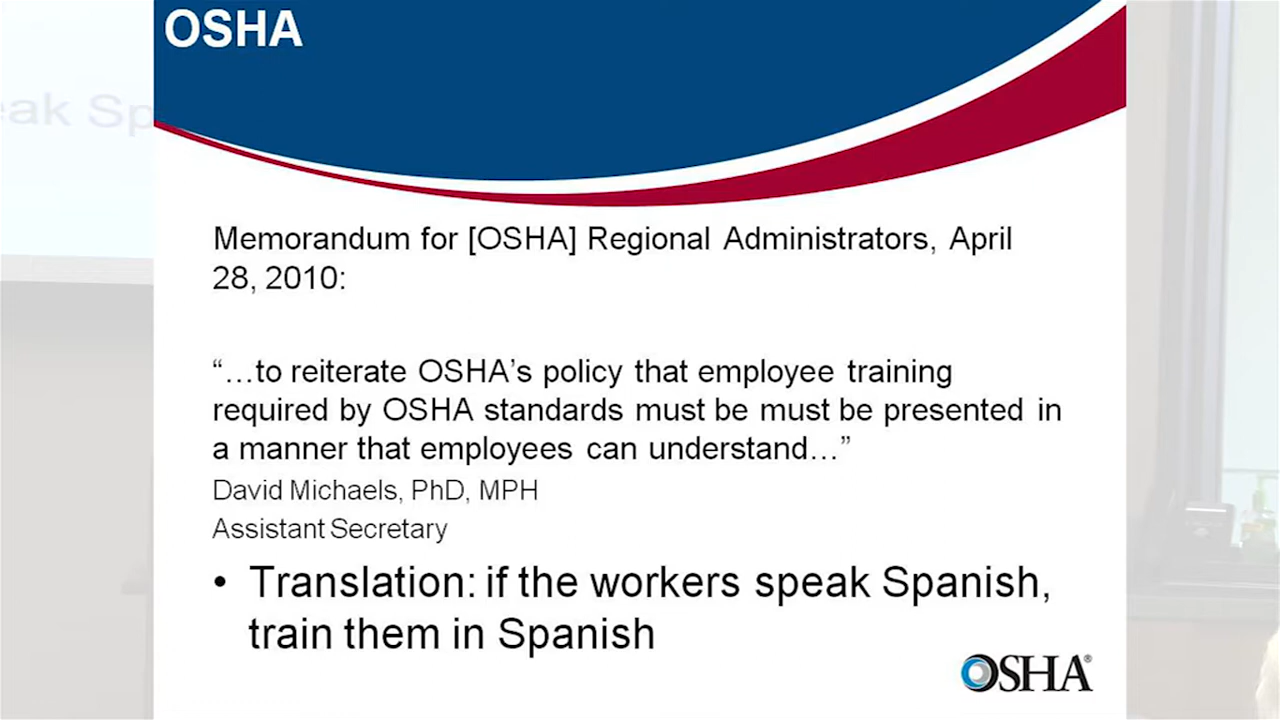 OSHA
eak Sp
Memorandum for [OSHA] Regional Administrators, April
28, 2010:
“…to reiterate OSHA’s policy that employee training
required by OSHA standards must be must be presented in
a manner that employees can understand…”
David Michaels, PhD, MPH
Assistant Secretary
• Translation: if the workers speak Spanish,
train them in Spanish
OSHA®